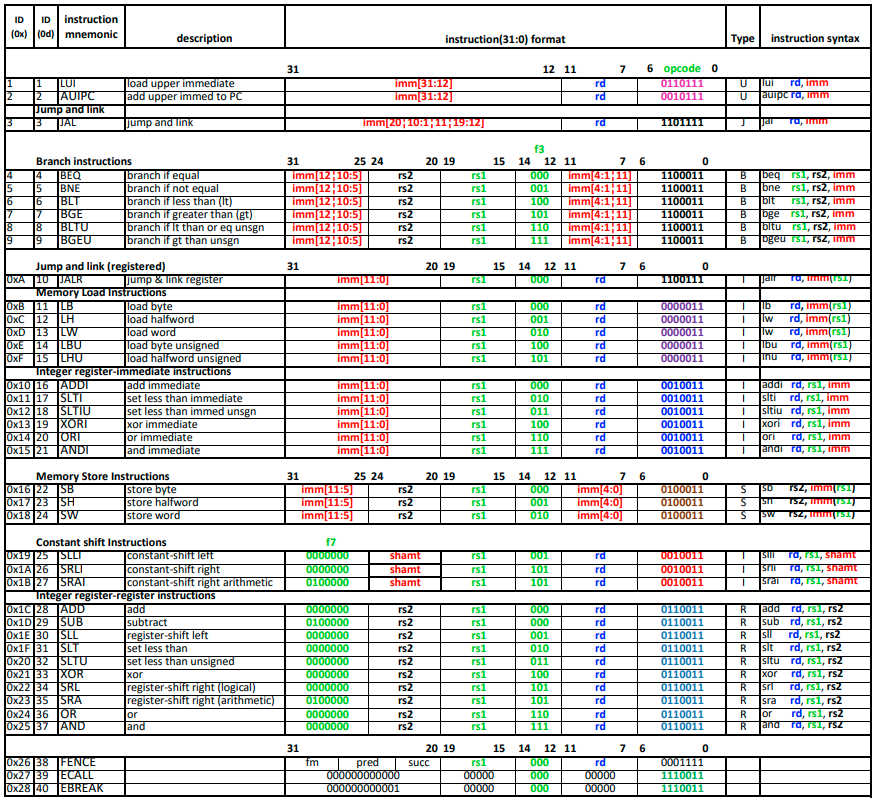 ID (0x) ID (0d) instruction mnemonic description instruction(31:0) format Type instruction syntax
31 12 11 7 6 opcode 0
1 1 LUI load upper immediate imm[31:12] rd 0110111 U lui rd, imm
2 2 AUIPC add upper immed to PC imm[31:12] rd 0010111 U auipc rd, imm
Jump and link
3 3 JAL jump and link imm[20¦10:1¦11¦19:12] rd 1101111 J jal rd, imm
f3
Branch instructions 31 25 24 20 19 15 14 12 11 7 6 0
4 4 BEQ branch if equal imm[12¦10:5] rs2 rs1 000 imm[4:1¦11] 1100011 B beq rs1, rs2, imm
5 5 BNE branch if not equal imm[12¦10:5] rs2 rs1 001 imm[4:1¦11] 1100011 B bne rs1, rs2, imm
6 6 BLT branch if less than (lt) imm[12¦10:5] rs2 rs1 100 imm[4:1¦11] 1100011 B blt rs1, rs2, imm
7 7 BGE branch if greater than (gt) imm[12¦10:5] rs2 rs1 101 imm[4:1¦11] 1100011 B bge rs1, rs2, imm
8 8 BLTU branch if lt than or eq unsgn imm[12¦10:5] rs2 rs1 110 imm[4:1¦11] 1100011 B bltu rs1, rs2, imm
9 9 BGEU branch if gt than unsgn imm[12¦10:5] rs2 rs1 111 imm[4:1¦11] 1100011 B bgeu rs1, rs2, imm
Jump and link (registered) 31 20 19 15 14 12 11 7 6 0
0xA 10 JALR jump & link register imm[11:0] rs1 000 rd 1100111 I jalr rd, imm(rs1)
Memory Load Instructions
0xB 11 LB load byte imm[11:0] rs1 000 rd 0000011 I lb rd, imm(rs1)
0xC 12 LH load halfword imm[11:0] rs1 001 rd 0000011 I lw rd, imm(rs1)
0xD 13 LW load word imm[11:0] rs1 010 rd 0000011 I lw rd, imm(rs1)
0xE 14 LBU load byte unsigned imm[11:0] rs1 100 rd 0000011 I lbu rd, imm(rs1)
0xF 15 LHU load halfword unsigned imm[11:0] rs1 101 rd 0000011 I lhu rd, imm(rs1)
Integer register-immediate instructions
0x10 16 ADDI add immediate imm[11:0] rs1 000 rd 0010011 I addi rd, rs1, imm
0x11 17 SLTI set less than immediate imm[11:0] rs1 010 rd 0010011 I slti rd, rs1, imm
0x12 18 SLTIU set less than immed unsgn imm[11:0] rs1 011 rd 0010011 I sltiu rd, rs1, imm
0x13 19 XORI xor immediate imm[11:0] rs1 100 rd 0010011 I xori rd, rs1, imm
0x14 20 ORI or immediate imm[11:0] rs1 110 rd 0010011 I ori rd, rs1, imm
0x15 21 ANDI and immediate imm[11:0] rs1 111 rd 0010011 I andi rd, rs1, imm
Memory Store Instructions 31 25 24 20 19 15 14 12 11 7 6 0
0x16 22 SB store byte imm[11:5] rs2 rs1 000 imm[4:0] 0100011 S sb rs2, imm(rs1)
0x17 23 SH store halfword imm[11:5] rs2 rs1 001 imm[4:0] 0100011 S sh rs2, imm(rs1)
0x18 24 SW store word imm[11:5] rs2 rs1 010 imm[4:0] 0100011 S sw rs2, imm(rs1)
Constant shift Instructions f7
0x19 25 SLLI constant-shift left 0000000 shamt rs1 001 rd 0010011 I slli rd, rs1, shamt
0x1A 26 SRLI constant-shift right 0000000 shamt rs1 101 rd 0010011 I srli rd, rs1, shamt
0x1B 27 SRAI constant-shift right arithmetic 0100000 shamt rs1 101 rd 0010011 I srai rd, rs1, shamt
Integer register-register instructions
0x1C 28 ADD add 0000000 rs2 rs1 000 rd 0110011 R add rd, rs1, rs2
0x1D 29 SUB subtract 0100000 rs2 rs1 000 rd 0110011 R sub rd, rs1, rs2
0x1E 30 SLL register-shift left 0000000 rs2 rs1 001 rd 0110011 R sll rd, rs1, rs2
0x1F 31 SLT set less than 0000000 rs2 rs1 010 rd 0110011 R slt rd, rs1, rs2
0x20 32 SLTU set less than unsigned 0000000 rs2 rs1 011 rd 0110011 R sltu rd, rs1, rs2
0x21 33 XOR xor 0000000 rs2 rs1 100 rd 0110011 R xor rd, rs1, rs2
0x22 34 SRL register-shift right (logical) 0000000 rs2 rs1 101 rd 0110011 R srl rd, rs1, rs2
0x23 35 SRA register-shift right (arithmetic) 0100000 rs2 rs1 101 rd 0110011 R sra rd, rs1, rs2
0x24 36 OR or 0000000 rs2 rs1 110 rd 0110011 R or rd, rs1, rs2
0x25 37 AND and 0000000 rs2 rs1 111 rd 0110011 R and rd, rs1, rs2
31 20 19 15 14 12 11 7 6 0
0x26 38 FENCE fm pred succ rs1 000 rd 0001111
0x27 39 ECALL 000000000000 00000 000 00000 1110011
0x28 40 EBREAK 000000000001 00000 000 00000 1110011